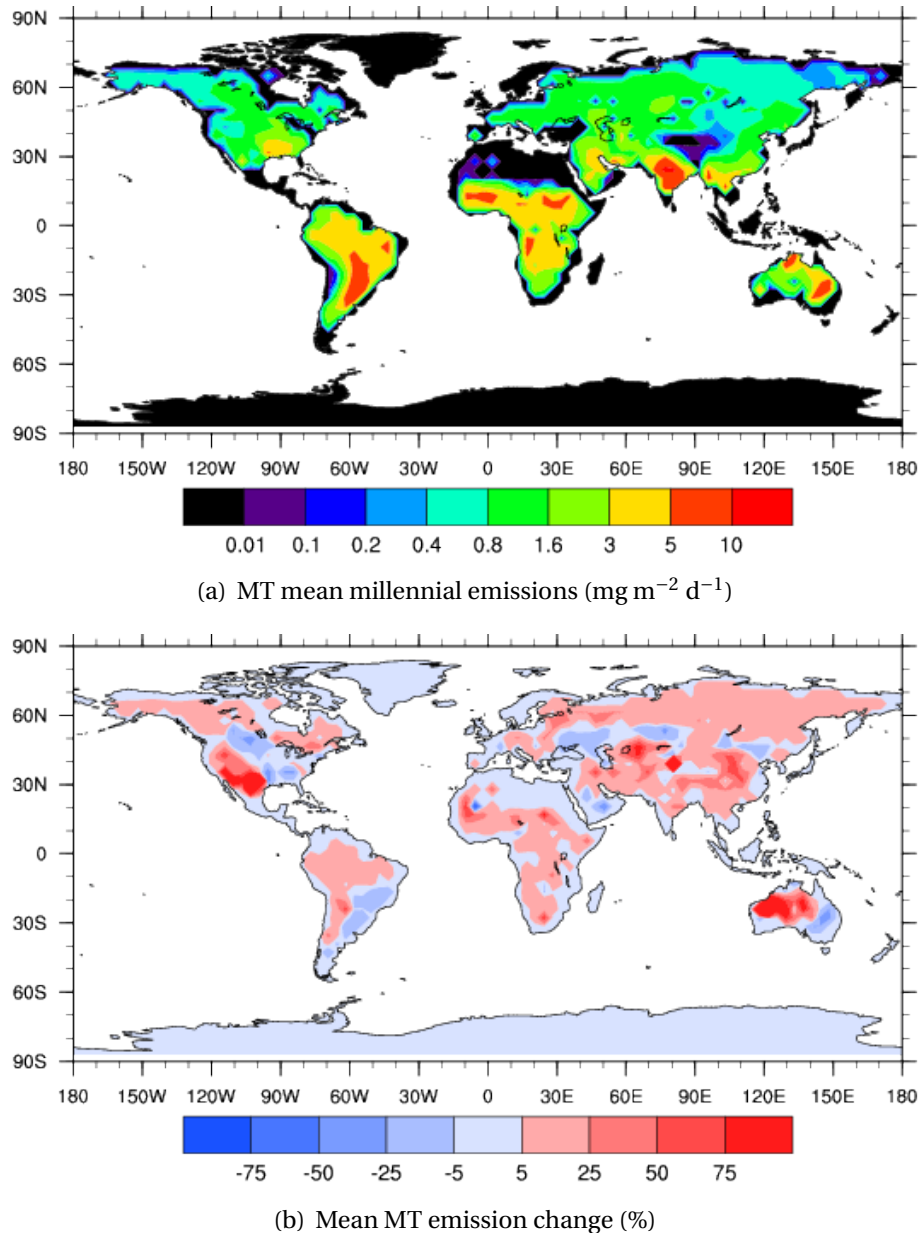 90N
60N
30N
0
30S
60S
90S
180 150W 120W 90W 60W 30W 0 30E 60E 90E 120E 150E 180
0.01 0.1 0.2 0.4 0.8 1.6 3 5 10
(a) MT mean millennial emissions (mg m⁻² d⁻¹)
90N
60N
30N
0
30S
60S
90S
180 150W 120W 90W 60W 30W 0 30E 60E 90E 120E 150E 180
-75 -50 -25 -5 5 25 50 75
(b) Mean MT emission change (%)